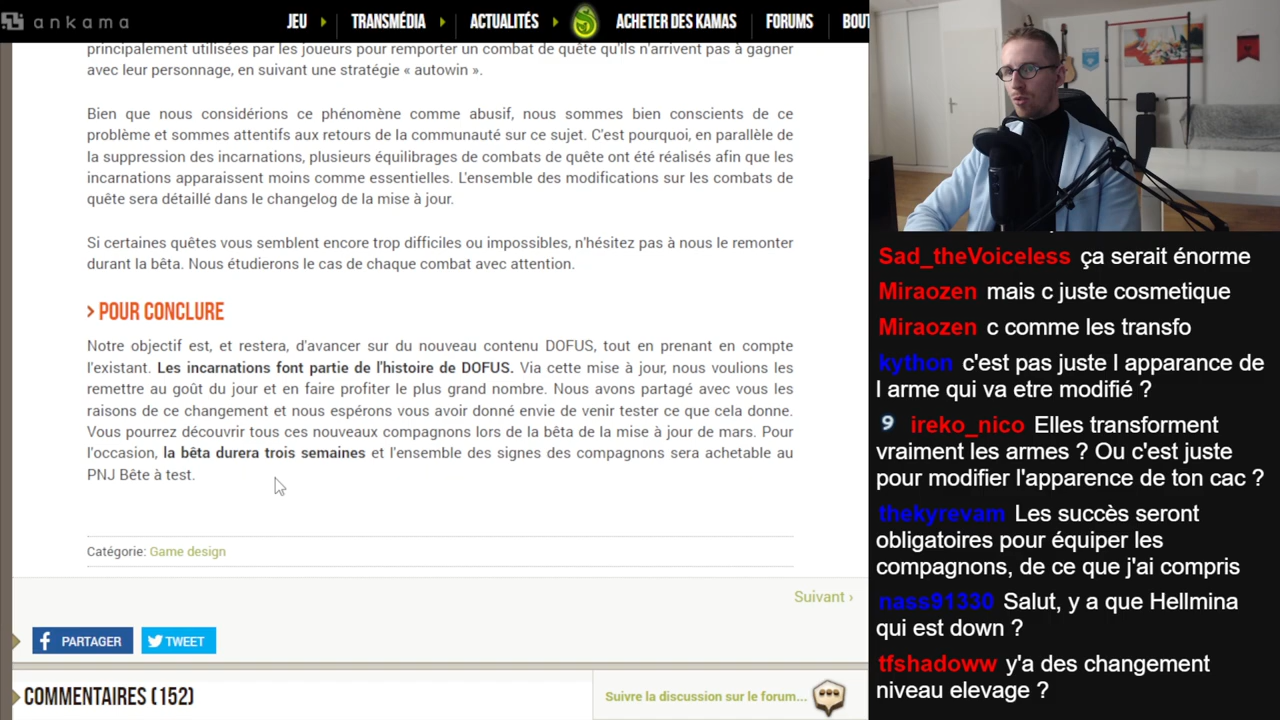 ankama
JEU
TRANSMÉDIA
ACTUALITÉS
ACHETER DES KAMAS
FORUMS
BOUT
principalement utilisées par les joueurs pour remporter un combat de quête qu'ils n'arrivent pas à gagner
avec leur personnage, en suivant une stratégie « autowin ».
Bien que nous considérions ce phénomène comme abusif, nous sommes bien conscients de ce
problème et sommes attentifs aux retours de la communauté sur ce sujet. C'est pourquoi, en parallèle de
la suppression des incarnations, plusieurs équilibrages de combats de quête ont été réalisés afin que les
incarnations apparaissent moins comme essentielles. L'ensemble des modifications sur les combats de
quête sera détaillé dans le changelog de la mise à jour.
Si certaines quêtes vous semblent encore trop difficiles ou impossibles, n'hésitez pas à nous le remonter
durant la bêta. Nous étudierons le cas de chaque combat avec attention.
> POUR CONCLURE
Notre objectif est, et restera, d'avancer sur du nouveau contenu DOFUS, tout en prenant en compte
l'existant. Les incarnations font partie de l'histoire de DOFUS. Via cette mise à jour, nous voulions les
remettre au goût du jour et en faire profiter le plus grand nombre. Nous avons partagé avec vous les
raisons de ce changement et nous espérons vous avoir donné envie de venir tester ce que cela donne.
Vous pourrez découvrir tous ces nouveaux compagnons lors de la bêta de la mise à jour de mars. Pour
l'occasion, la bêta durera trois semaines et l'ensemble des signes des compagnons sera achetable au
PNJ Bête à test.
Catégorie: Game design
Suivant ›
f PARTAGER
TWEET
COMMENTAIRES (152)
Suivre la discussion sur le forum...
Sad_theVoiceless ça serait énorme
Miraozen mais c juste cosmetique
Miraozen c comme les transfo
kython c'est pas juste l apparance de
l arme qui va etre modifié ?
9 ireko_nico Elles transforment
vraiment les armes ? Ou c'est juste
pour modifier l'apparence de ton cac ?
thekyrevam Les succès seront
obligatoires pour équiper les
compagnons, de ce que j'ai compris
nass91330 Salut, y a que Hellmina
qui est down ?
tfshadoww y'a des changement
niveau elevage ?